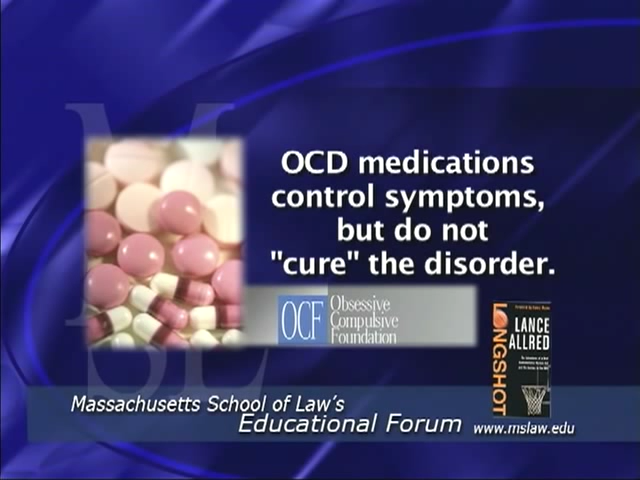 OCD medications
control symptoms,
but do not
"cure" the disorder.
OCF
Obsessive
Compulsive
Foundation
LONGSHOT
LANCE
ALLRED
Massachusetts School of Law's
Educational Forum
www.mslaw.edu